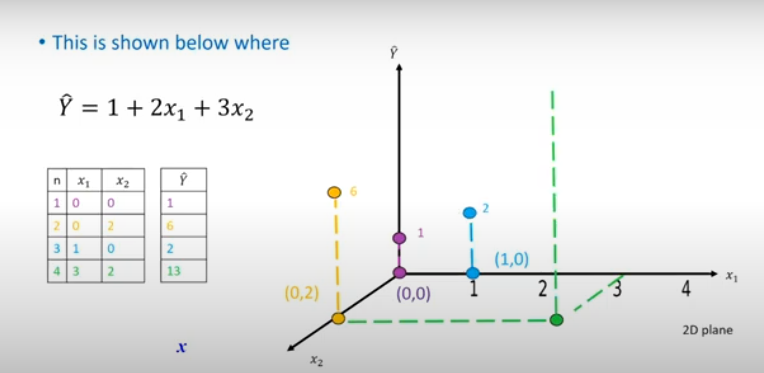 • This is shown below where
Ŷ = 1 + 2x₁ + 3x₂
n x₁ x₂ Ŷ
1 0 0 1
2 0 2 6
3 1 0 2
4 3 2 13
x
Ŷ
6
1
2
(1,0)
(0,2)
(0,0)
1 2 3 4
x₁
x₂
2D plane